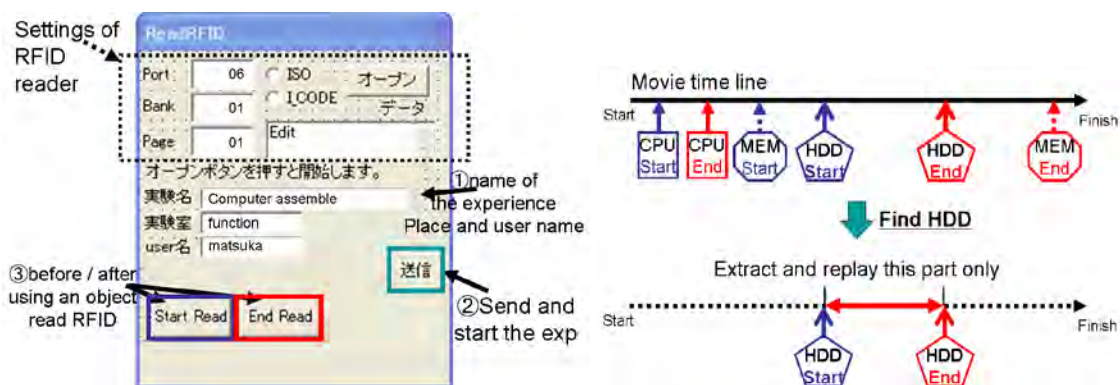 Settings of
RFID
reader
ReadRFID
Port 06 ISO オープン
Bank 01 I_CODE データ
Page 01 Edit
オープンボタンを押すと開始します。
実験名 Computer assemble
実験室 function
user名 matsuka
①name of
the experience
Place and user name
送信
②Send and
start the exp
③before / after
using an object
read RFID
Start Read End Read
Movie time line
Start Finish
CPU
Start
CPU
End
MEM
Start
HDD
Start
HDD
End
MEM
End
Find HDD
Extract and replay this part only
Start Finish
HDD
Start
HDD
End